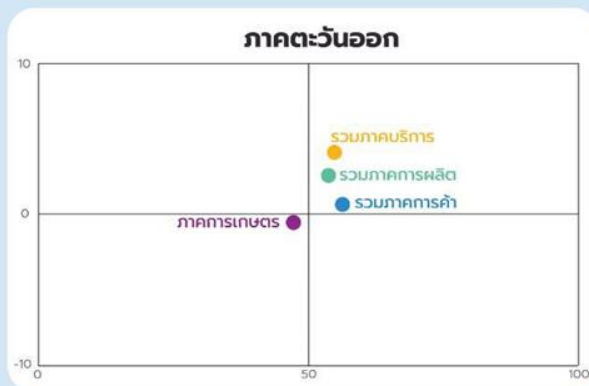 ภาคตะวันออก
10
รวมภาคบริการ
รวมภาคการผลิต
รวมภาคการค้า
0
ภาคการเกษตร
-10
0
50
100